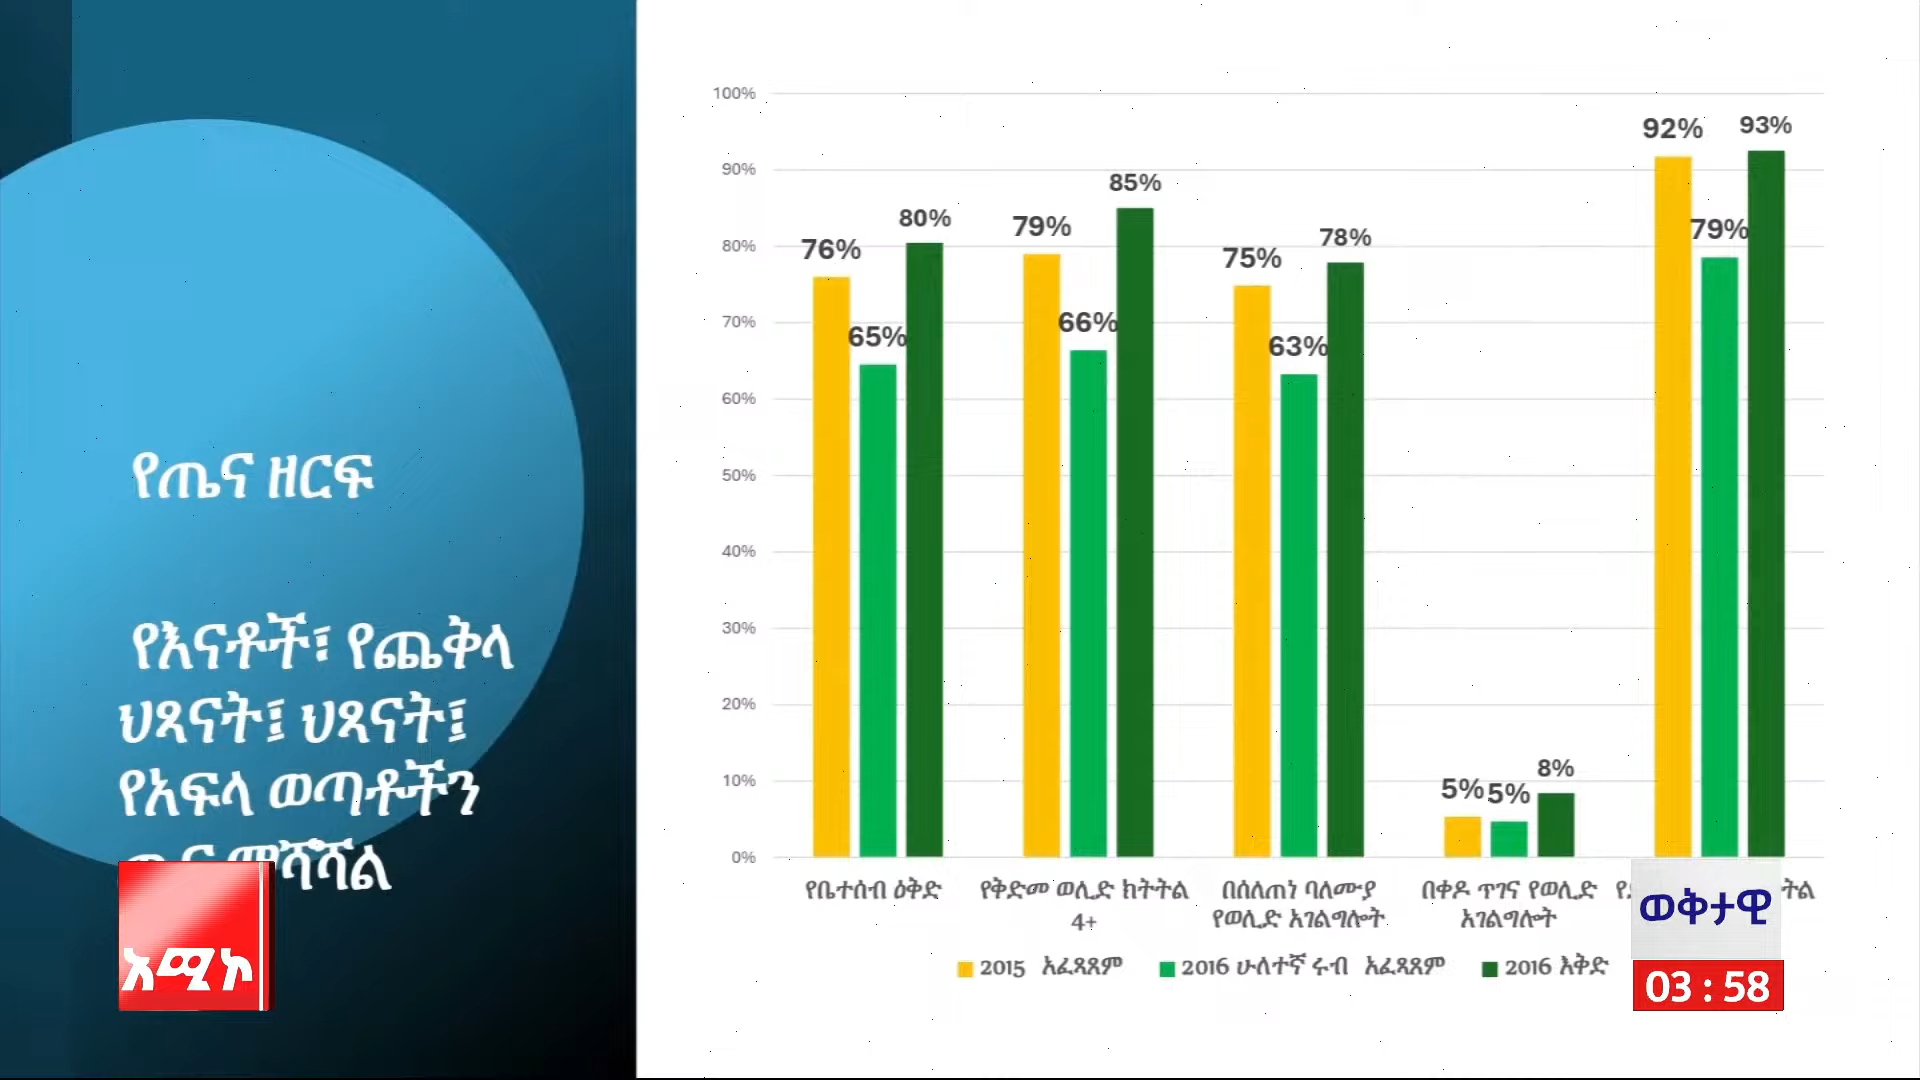 የጤና ዘርፍ
የእናቶች፣ የጨቅላ
ህጻናት፤ ህጻናት፤
የአፍላ ወጣቶችን
መሻሻል
አሚኮ
100%
90%
80%
70%
60%
50%
40%
30%
20%
10%
0%
76% 65% 80%
79% 66% 85%
75% 63% 78%
5% 5% 8%
92% 79% 93%
የቤተሰብ ዕቅድ
የቅድመ ወሊድ ክትትል
4+
በሰለጠነ ባለሙያ
የወሊድ አገልግሎት
በቀዶ ጥገና የወሊድ
አገልግሎት
2015 አፈጻጸም 2016 ሁለተኛ ሩብ አፈጻጸም 2016 እቅድ
ወቅታዊ
03:58